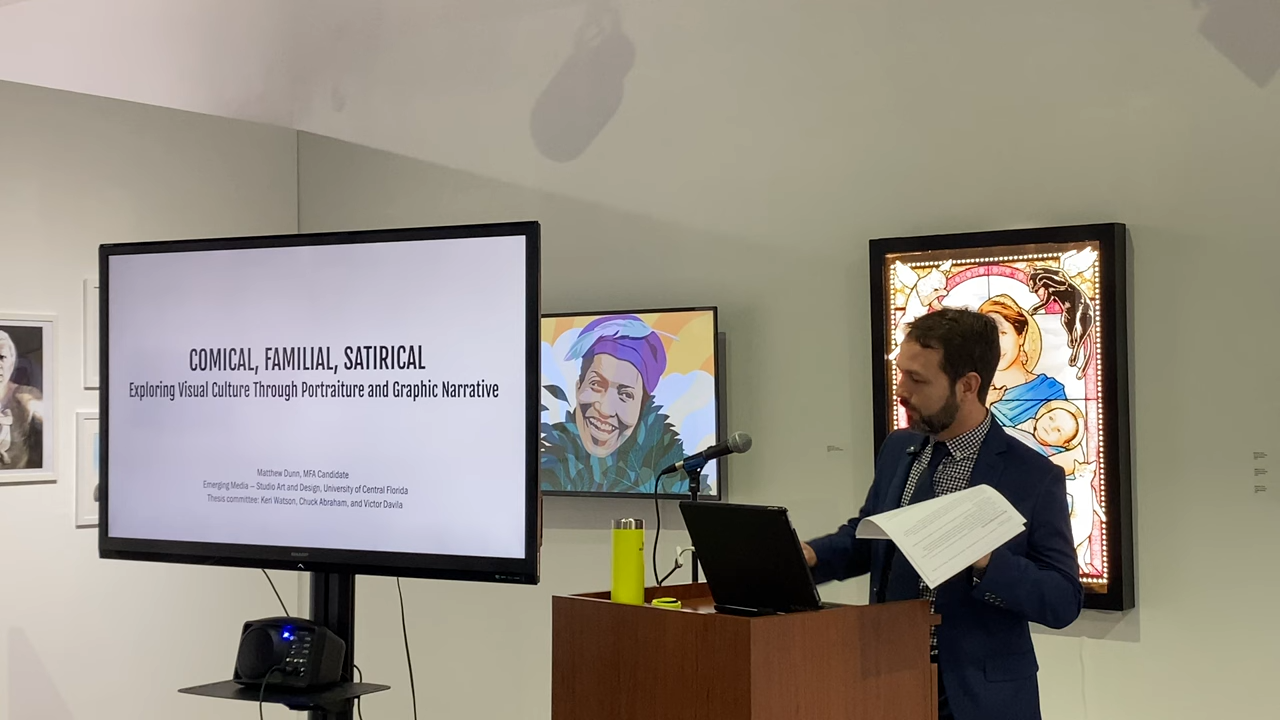 COMICAL, FAMILIAL, SATIRICAL
Exploring Visual Culture Through Portraiture and Graphic Narrative
Matthew Dunn, MFA Candidate
Emerging Media — Studio Art and Design, University of Central Florida
Thesis committee: Keri Watson, Chuck Abraham, and Victor Davila
SHARP